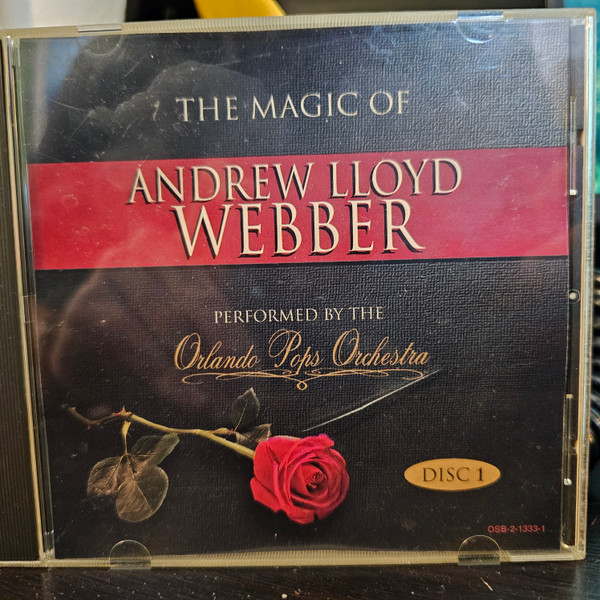 THE MAGIC OF
ANDREW LLOYD
WEBBER
PERFORMED BY THE
Orlando Pops Orchestra
DISC 1
OSB-2-1333-1